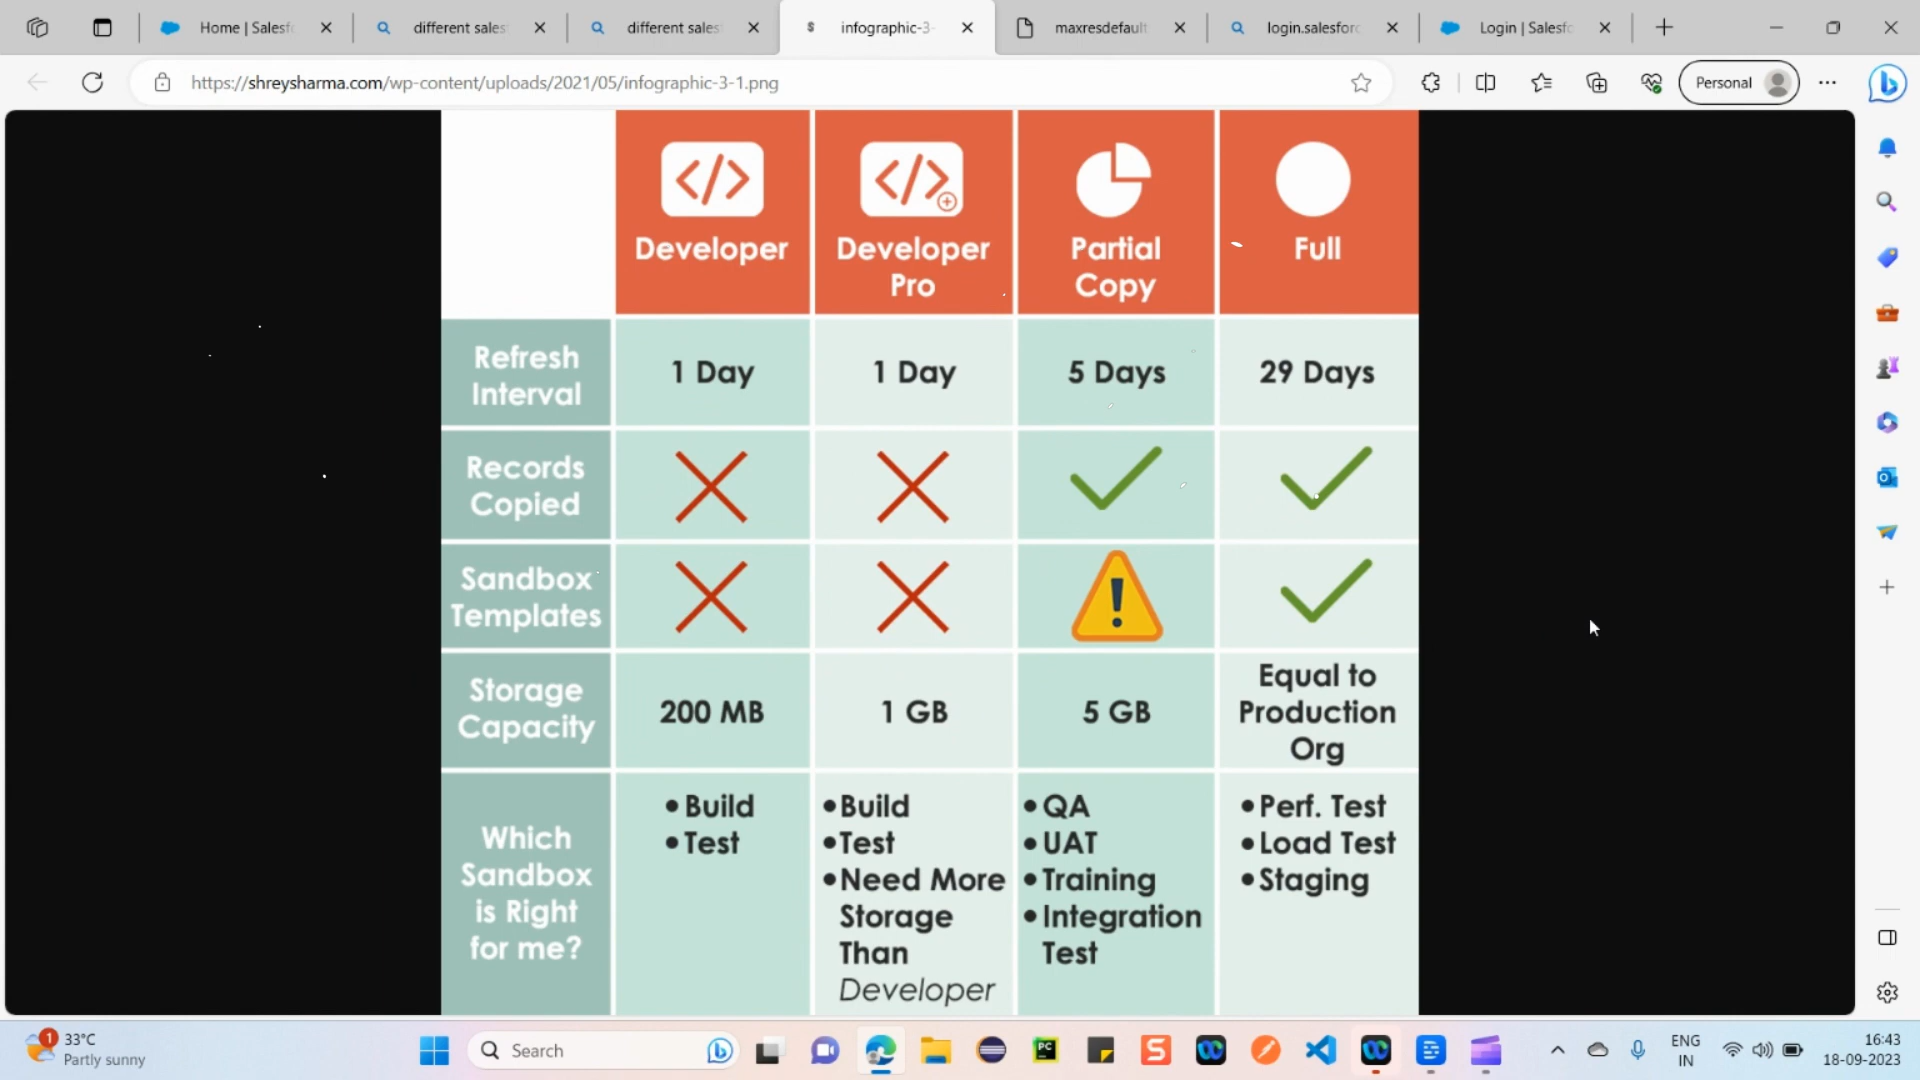 Home | Salesf
different sales
different sales
infographic-3-
maxresdefault
login.salesforc
Login | Salesfo
https://shreysharma.com/wp-content/uploads/2021/05/infographic-3-1.png
Personal
Developer
Developer
Pro
Partial
Copy
Full
Refresh
Interval
1 Day
1 Day
5 Days
29 Days
Records
Copied
Sandbox
Templates
Storage
Capacity
200 MB
1 GB
5 GB
Equal to
Production
Org
Which
Sandbox
is Right
for me?
• Build
• Test
• Build
• Test
• Need More
Storage
Than
Developer
• QA
• UAT
• Training
• Integration
Test
• Perf. Test
• Load Test
• Staging
1
33°C
Partly sunny
Search
PC
S
ENG
IN
16:43
18-09-2023